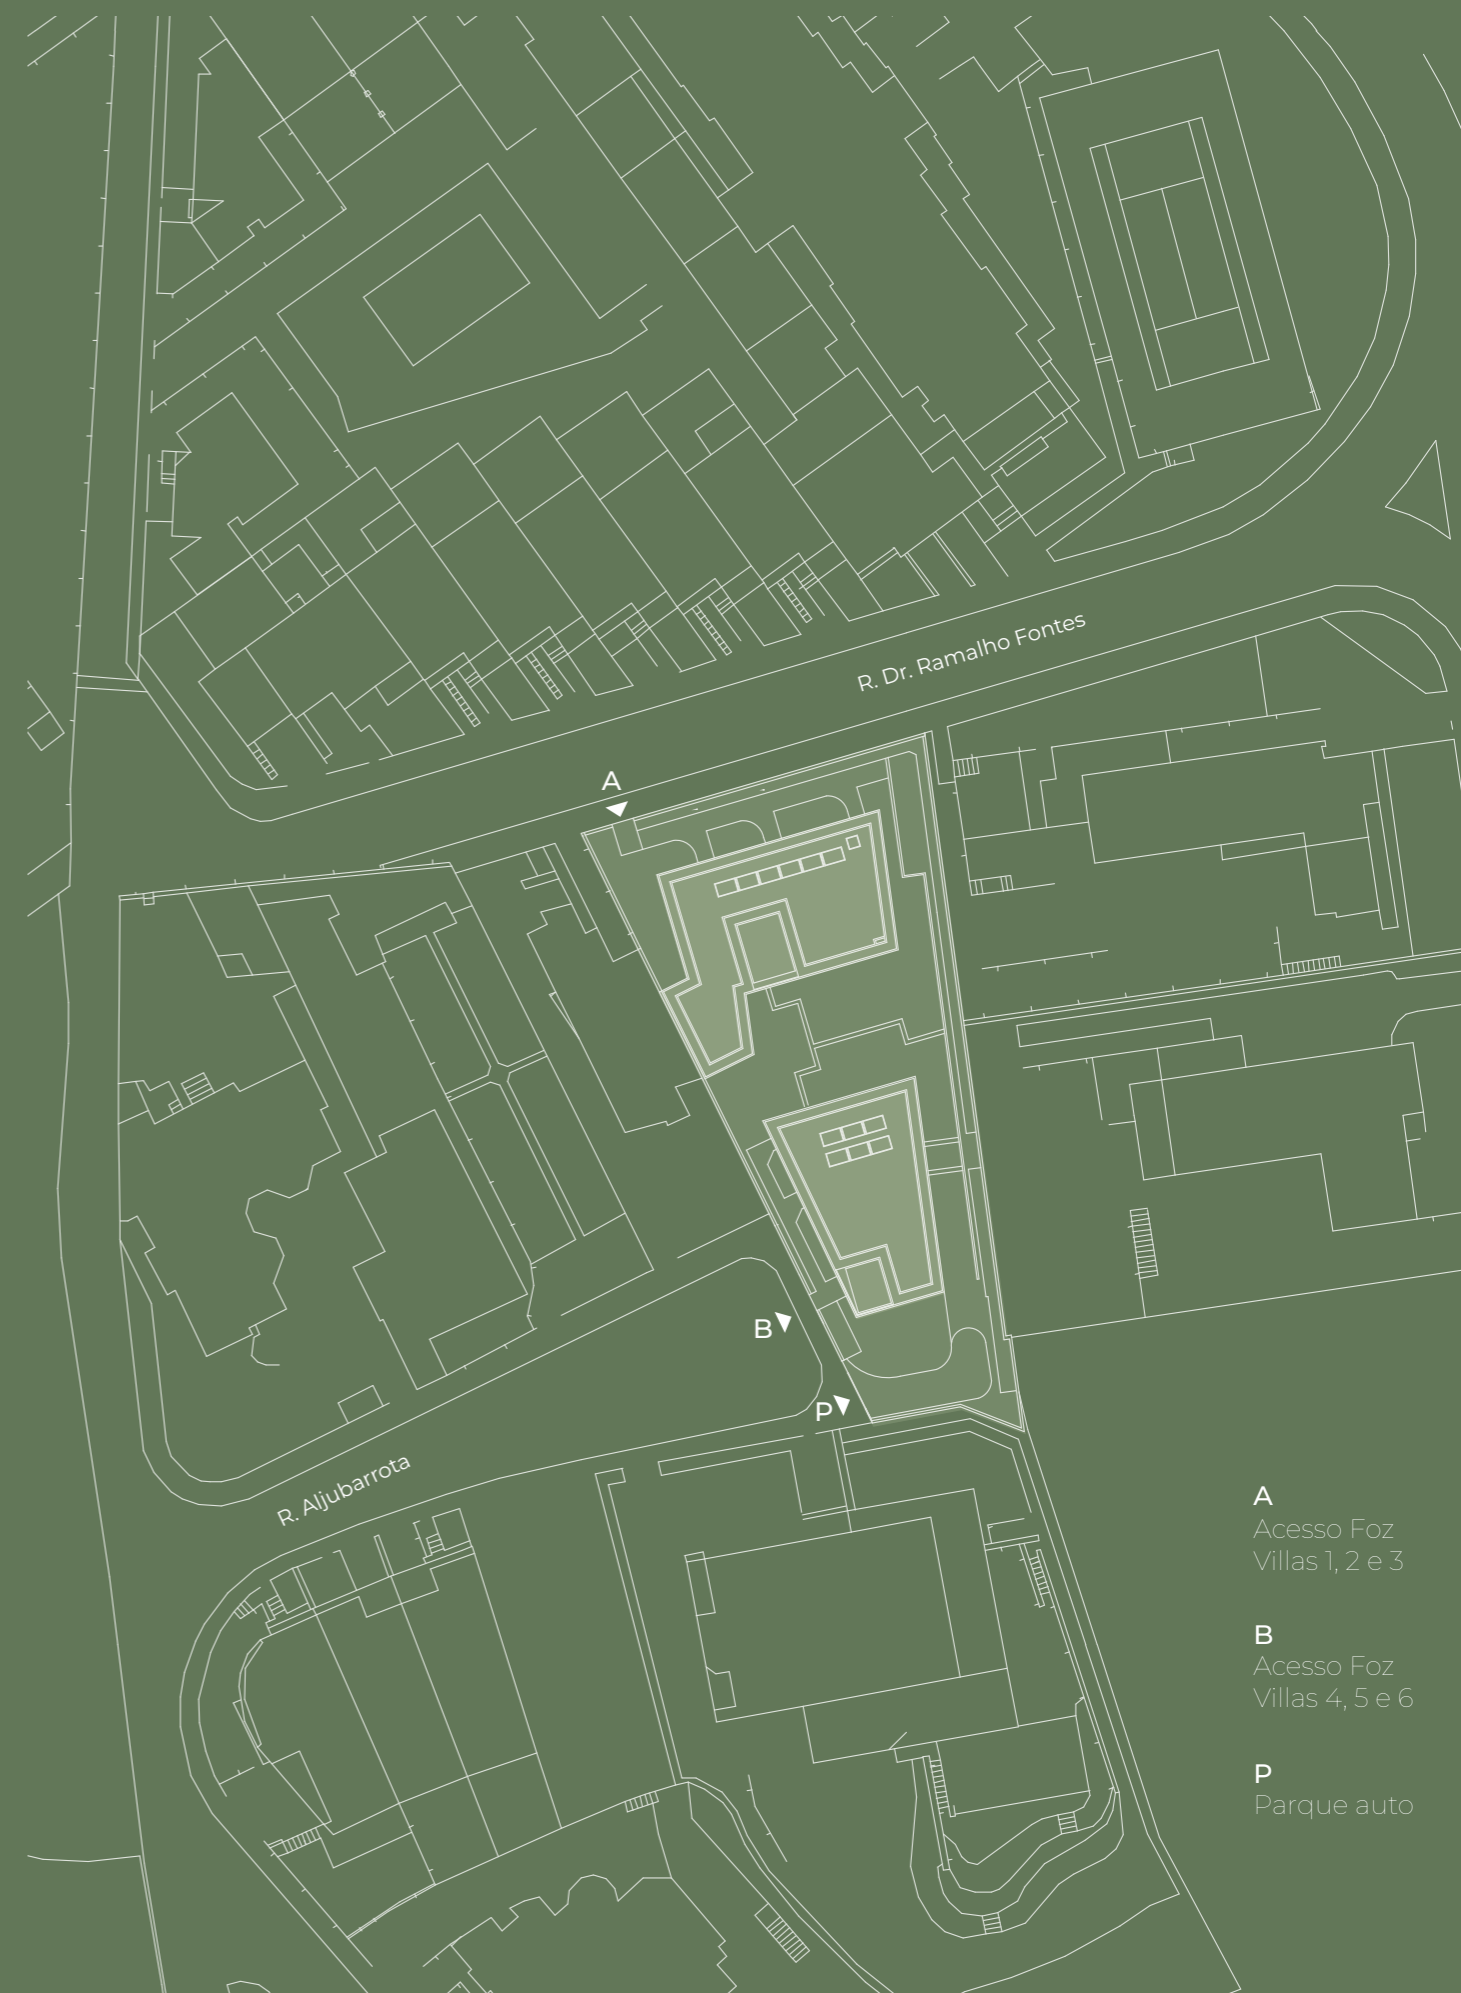 R. Dr. Ramalho Fontes
A
B
P
R. Aljubarrota
A
Acesso Foz
Villas 1, 2 e 3
B
Acesso Foz
Villas 4, 5 e 6
P
Parque auto